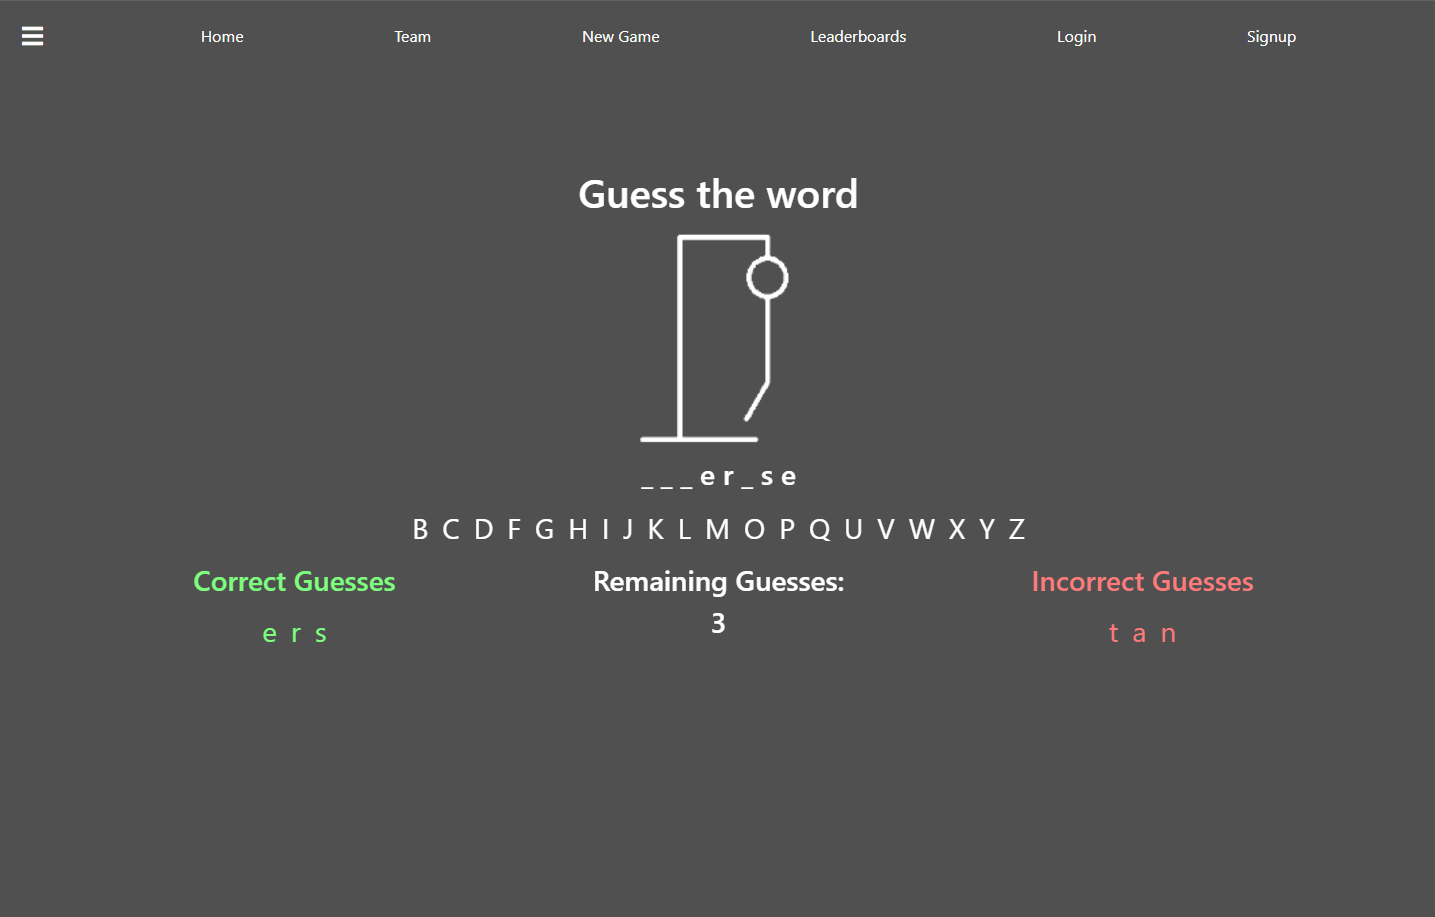 Home Team New Game Leaderboards Login Signup
Guess the word
_ _ _ e r _ s e
B C D F G H I J K L M O P Q U V W X Y Z
Correct Guesses Remaining Guesses: Incorrect Guesses
e r s 3 t a n